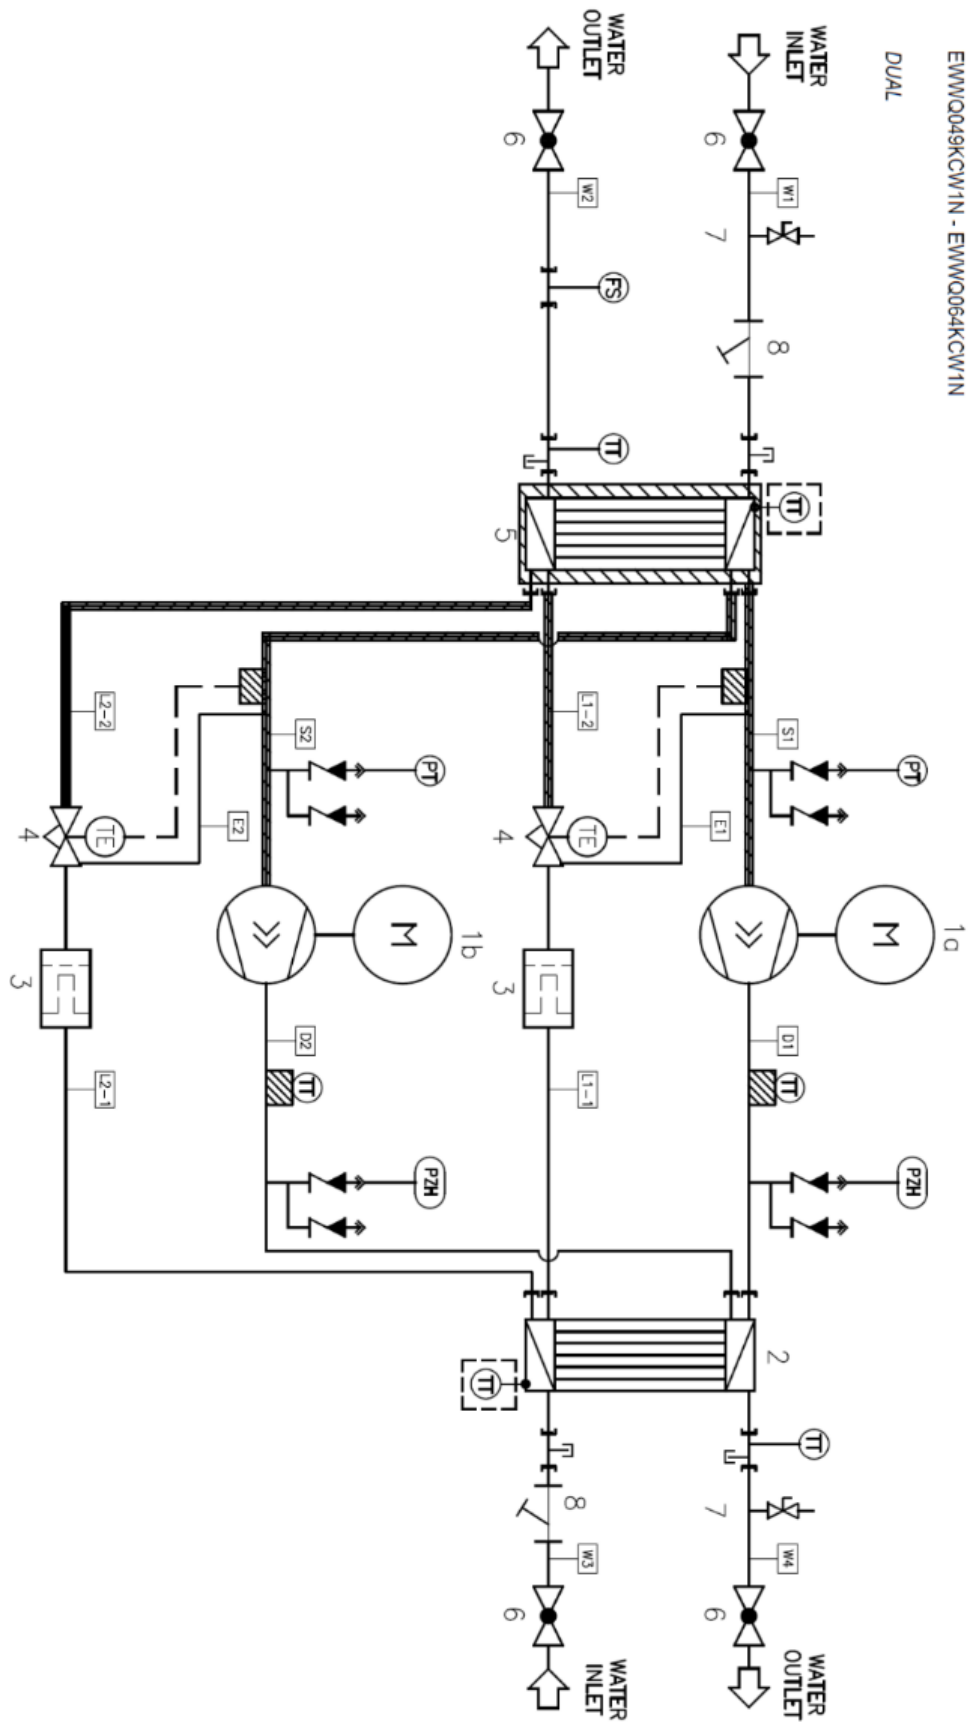 EWWQ049KCW1N - EWWQ064KCW1N
DUAL
1a
PT
PZH
M
WATER
INLET
TT
WATER
OUTLET
TT
TT
W1
S1
D1
W4
8
2
6
7
E1
7
6
WATER
OUTLET
FS
TT
WATER
INLET
W2
L1-2
TE
L1-1
8
W3
6
5
4
3
6
TT
1b
PT
PZH
M
S2
D2
TT
E2
L2-2
TE
L2-1
4
3